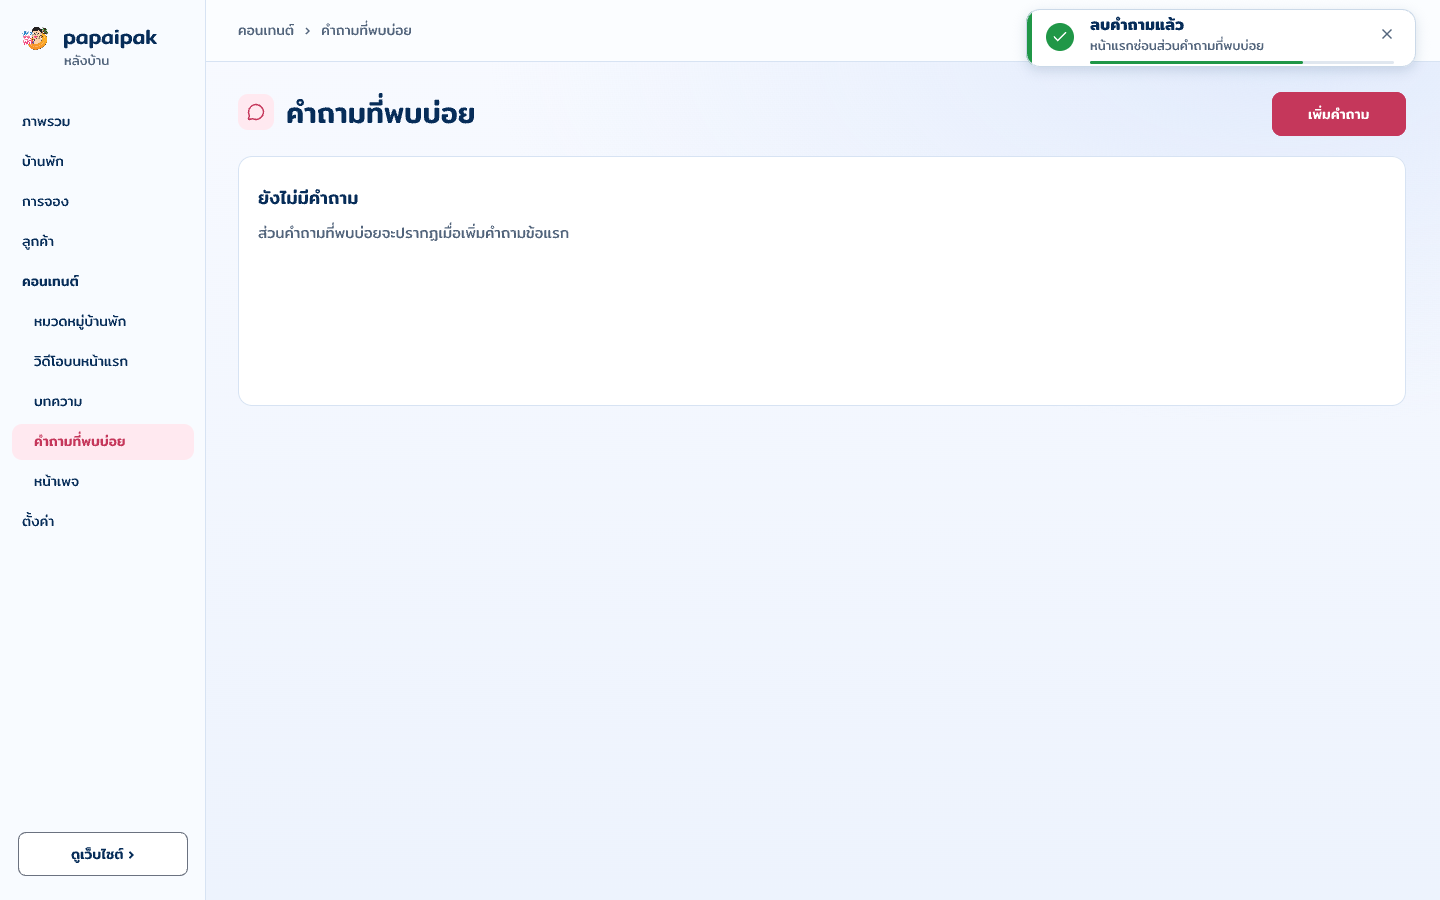 papaipak
หลังบ้าน
ภาพรวม
บ้านพัก
การจอง
ลูกค้า
คอนเทนต์
หมวดหมู่บ้านพัก
วิดีโอบนหน้าแรก
บทความ
คำถามที่พบบ่อย
หน้าเพจ
ตั้งค่า
ดูเว็บไซต์ ›
คอนเทนต์ › คำถามที่พบบ่อย
ลบคำถามแล้ว
หน้าแรกซ่อนส่วนคำถามที่พบบ่อย
คำถามที่พบบ่อย
เพิ่มคำถาม
ยังไม่มีคำถาม
ส่วนคำถามที่พบบ่อยจะปรากฏเมื่อเพิ่มคำถามข้อแรก